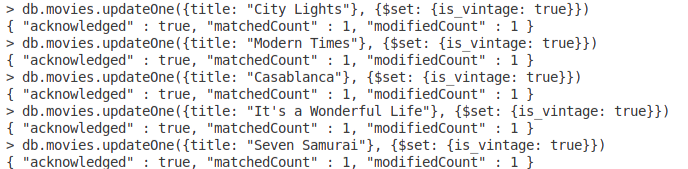 > db.movies.updateOne({title: "City Lights"}, {$set: {is_vintage: true}})
{ "acknowledged" : true, "matchedCount" : 1, "modifiedCount" : 1 }
> db.movies.updateOne({title: "Modern Times"}, {$set: {is_vintage: true}})
{ "acknowledged" : true, "matchedCount" : 1, "modifiedCount" : 1 }
> db.movies.updateOne({title: "Casablanca"}, {$set: {is_vintage: true}})
{ "acknowledged" : true, "matchedCount" : 1, "modifiedCount" : 1 }
> db.movies.updateOne({title: "It's a Wonderful Life"}, {$set: {is_vintage: true}})
{ "acknowledged" : true, "matchedCount" : 1, "modifiedCount" : 1 }
> db.movies.updateOne({title: "Seven Samurai"}, {$set: {is_vintage: true}})
{ "acknowledged" : true, "matchedCount" : 1, "modifiedCount" : 1 }